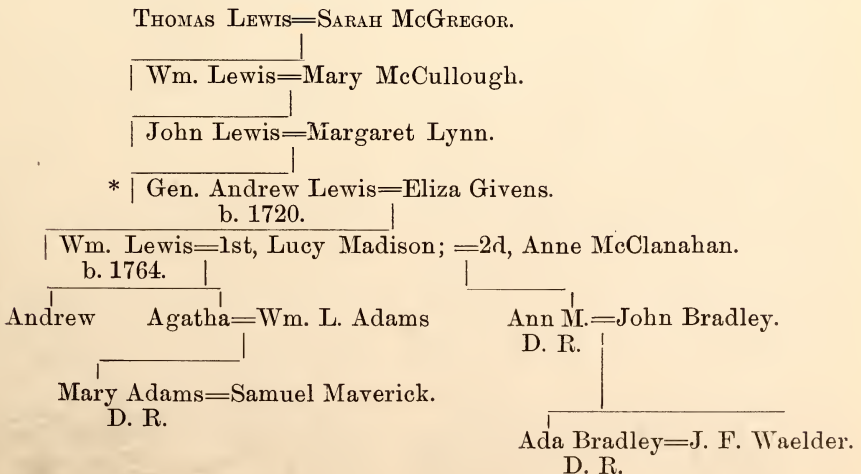 THOMAS LEWIS=SARAH MCGREGOR.
Wm. Lewis=Mary McCullough.
John Lewis=Margaret Lynn.
* Gen. Andrew Lewis=Eliza Givens.
b. 1720.
Wm. Lewis=1st, Lucy Madison; =2d, Anne McClanahan.
b. 1764.
Andrew Agatha=Wm. L. Adams Ann M.=John Bradley.
D. R.
Mary Adams=Samuel Maverick.
D. R.
Ada Bradley=J. F. Waelder.
D. R.